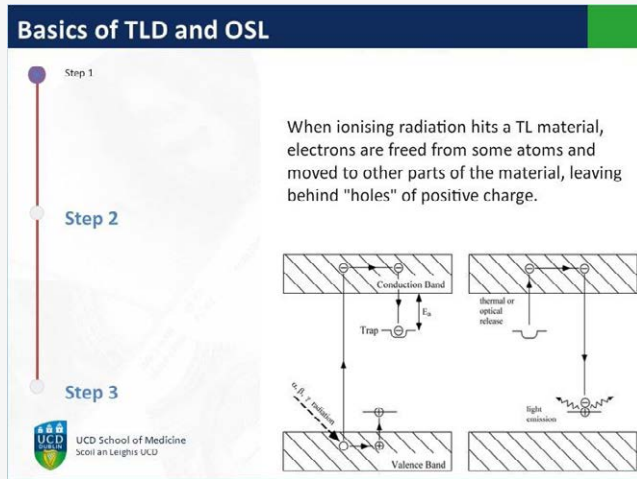 Basics of TLD and OSL
Step 1
Step 2
Step 3
When ionising radiation hits a TL material,
electrons are freed from some atoms and
moved to other parts of the material, leaving
behind "holes" of positive charge.
Conduction Band
Trap
Eₐ
α, β, γ radiation
Valence Band
thermal or
optical
release
light
emission
UCD
DUBLIN
UCD School of Medicine
Scoil an Leighis UCD